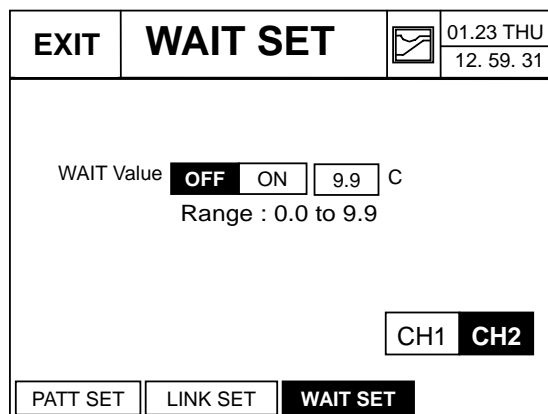 EXIT WAIT SET 01.23 THU
12. 59. 31
WAIT Value OFF ON 9.9 C
Range : 0.0 to 9.9
CH1 CH2
PATT SET LINK SET WAIT SET